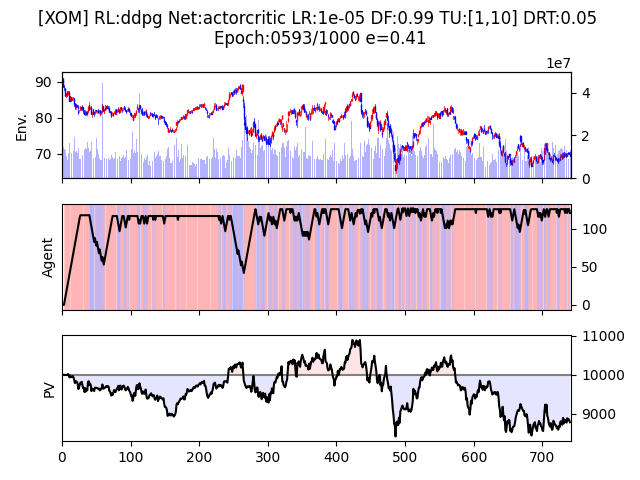 [XOM] RL:ddpg Net:actorcritic LR:1e-05 DF:0.99 TU:[1,10] DRT:0.05
Epoch:0593/1000 e=0.41
1e7
90
80
70
Env.
4
2
0
Agent
100
50
0
PV
11000
10000
9000
0 100 200 300 400 500 600 700